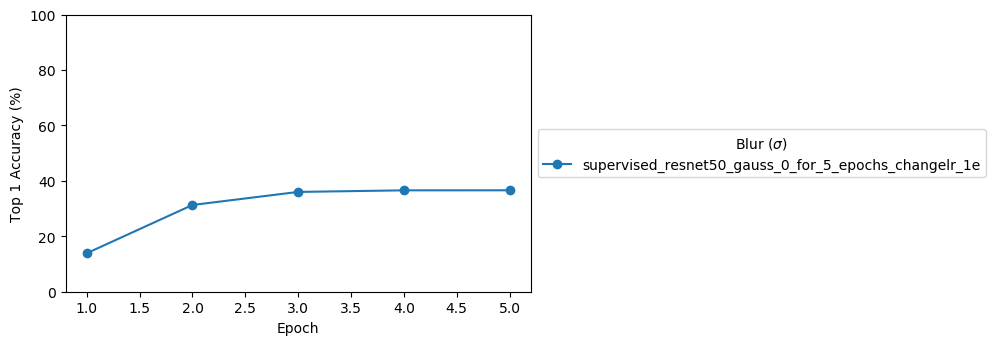 100
80
60
40
20
0
Top 1 Accuracy (%)
1.0 1.5 2.0 2.5 3.0 3.5 4.0 4.5 5.0
Epoch
Blur (σ)
supervised_resnet50_gauss_0_for_5_epochs_changelr_1e